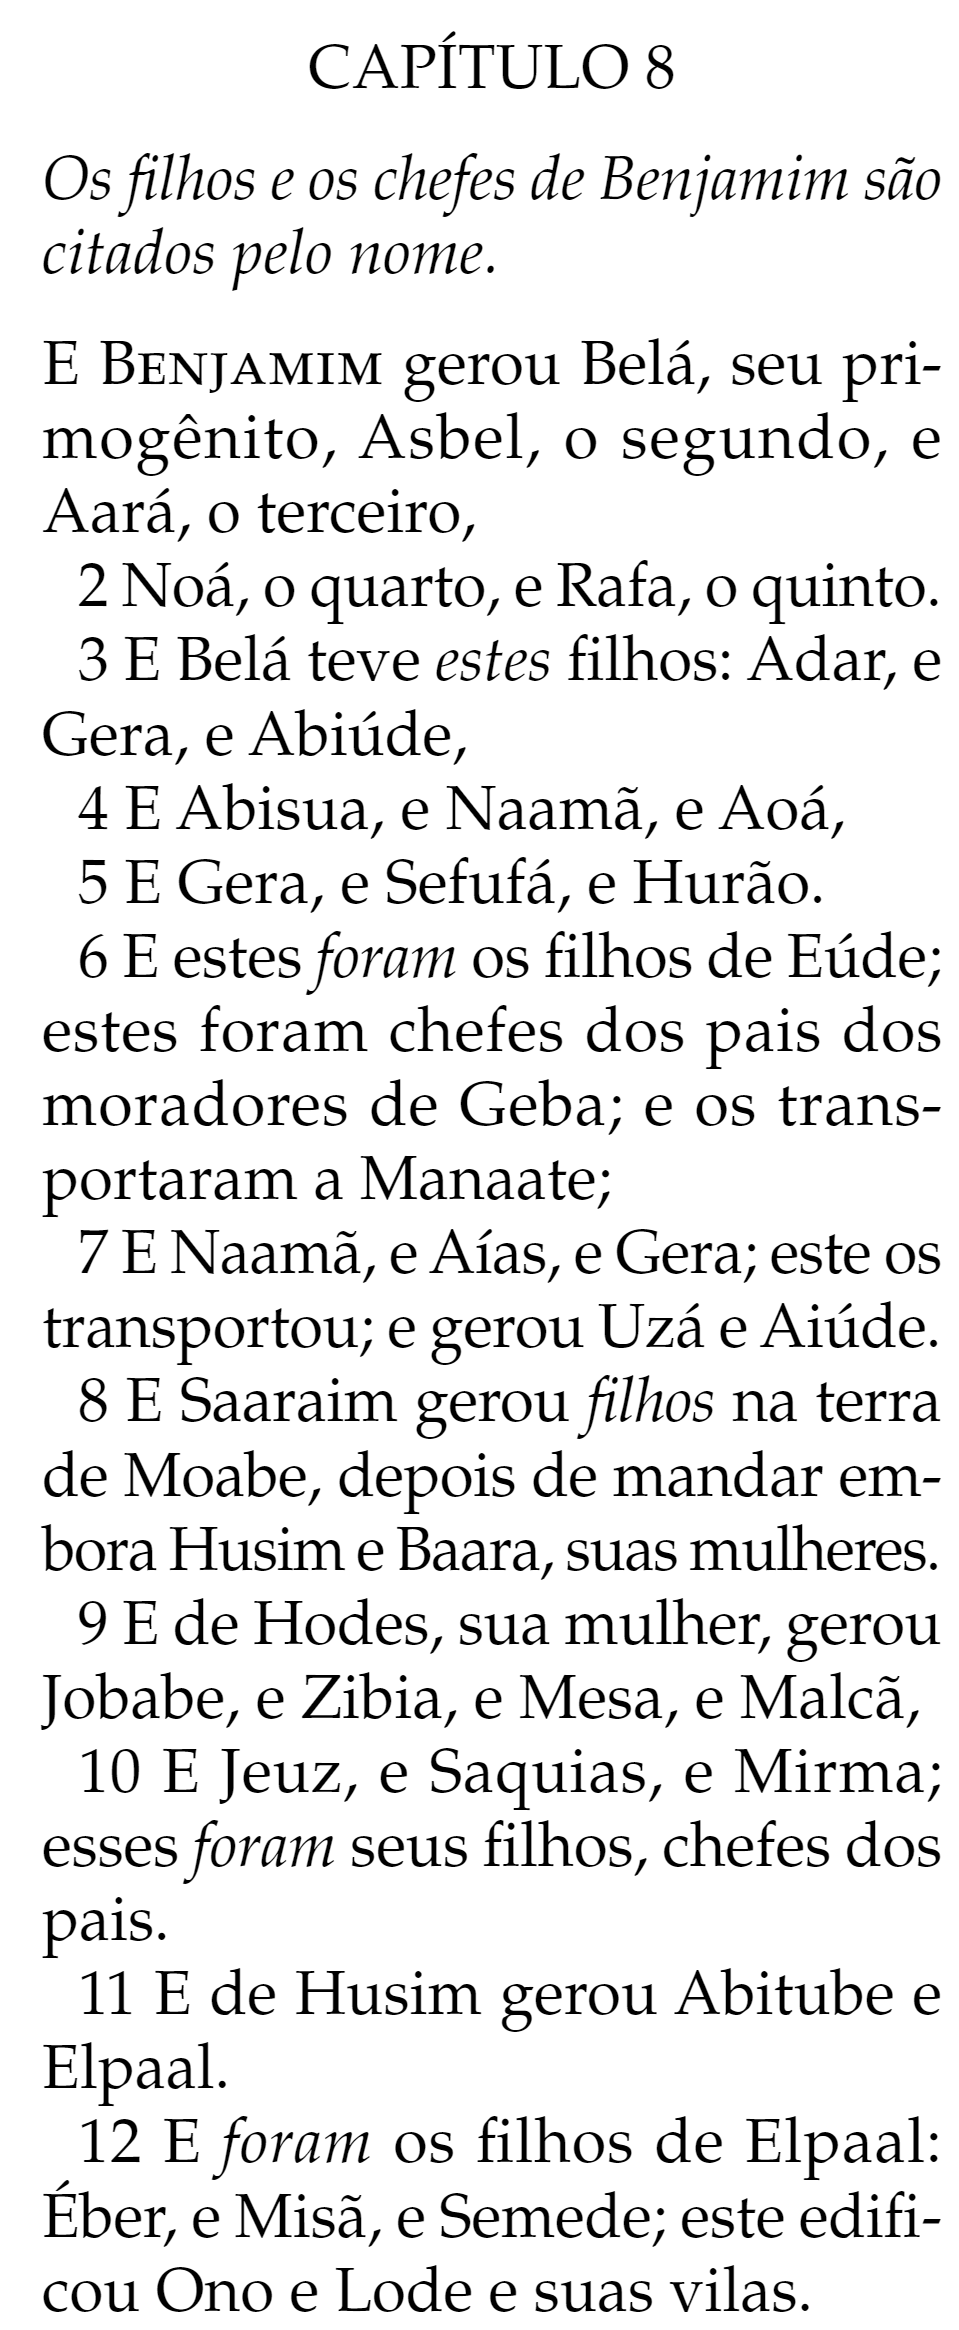 CAPÍTULO 8
Os filhos e os chefes de Benjamim são
citados pelo nome.
E BENJAMIM gerou Belá, seu pri-
mogênito, Asbel, o segundo, e
Aará, o terceiro,
2 Noá, o quarto, e Rafa, o quinto.
3 E Belá teve estes filhos: Adar, e
Gera, e Abiúde,
4 E Abisua, e Naamã, e Aoá,
5 E Gera, e Sefufá, e Hurão.
6 E estes foram os filhos de Eúde;
estes foram chefes dos pais dos
moradores de Geba; e os trans-
portaram a Manaate;
7 E Naamã, e Aías, e Gera; este os
transportou; e gerou Uzá e Aiúde.
8 E Saaraim gerou filhos na terra
de Moabe, depois de mandar em-
bora Husim e Baara, suas mulheres.
9 E de Hodes, sua mulher, gerou
Jobabe, e Zibia, e Mesa, e Malcã,
10 E Jeuz, e Saquias, e Mirma;
esses foram seus filhos, chefes dos
pais.
11 E de Husim gerou Abitube e
Elpaal.
12 E foram os filhos de Elpaal:
Éber, e Misã, e Semede; este edifi-
cou Ono e Lode e suas vilas.